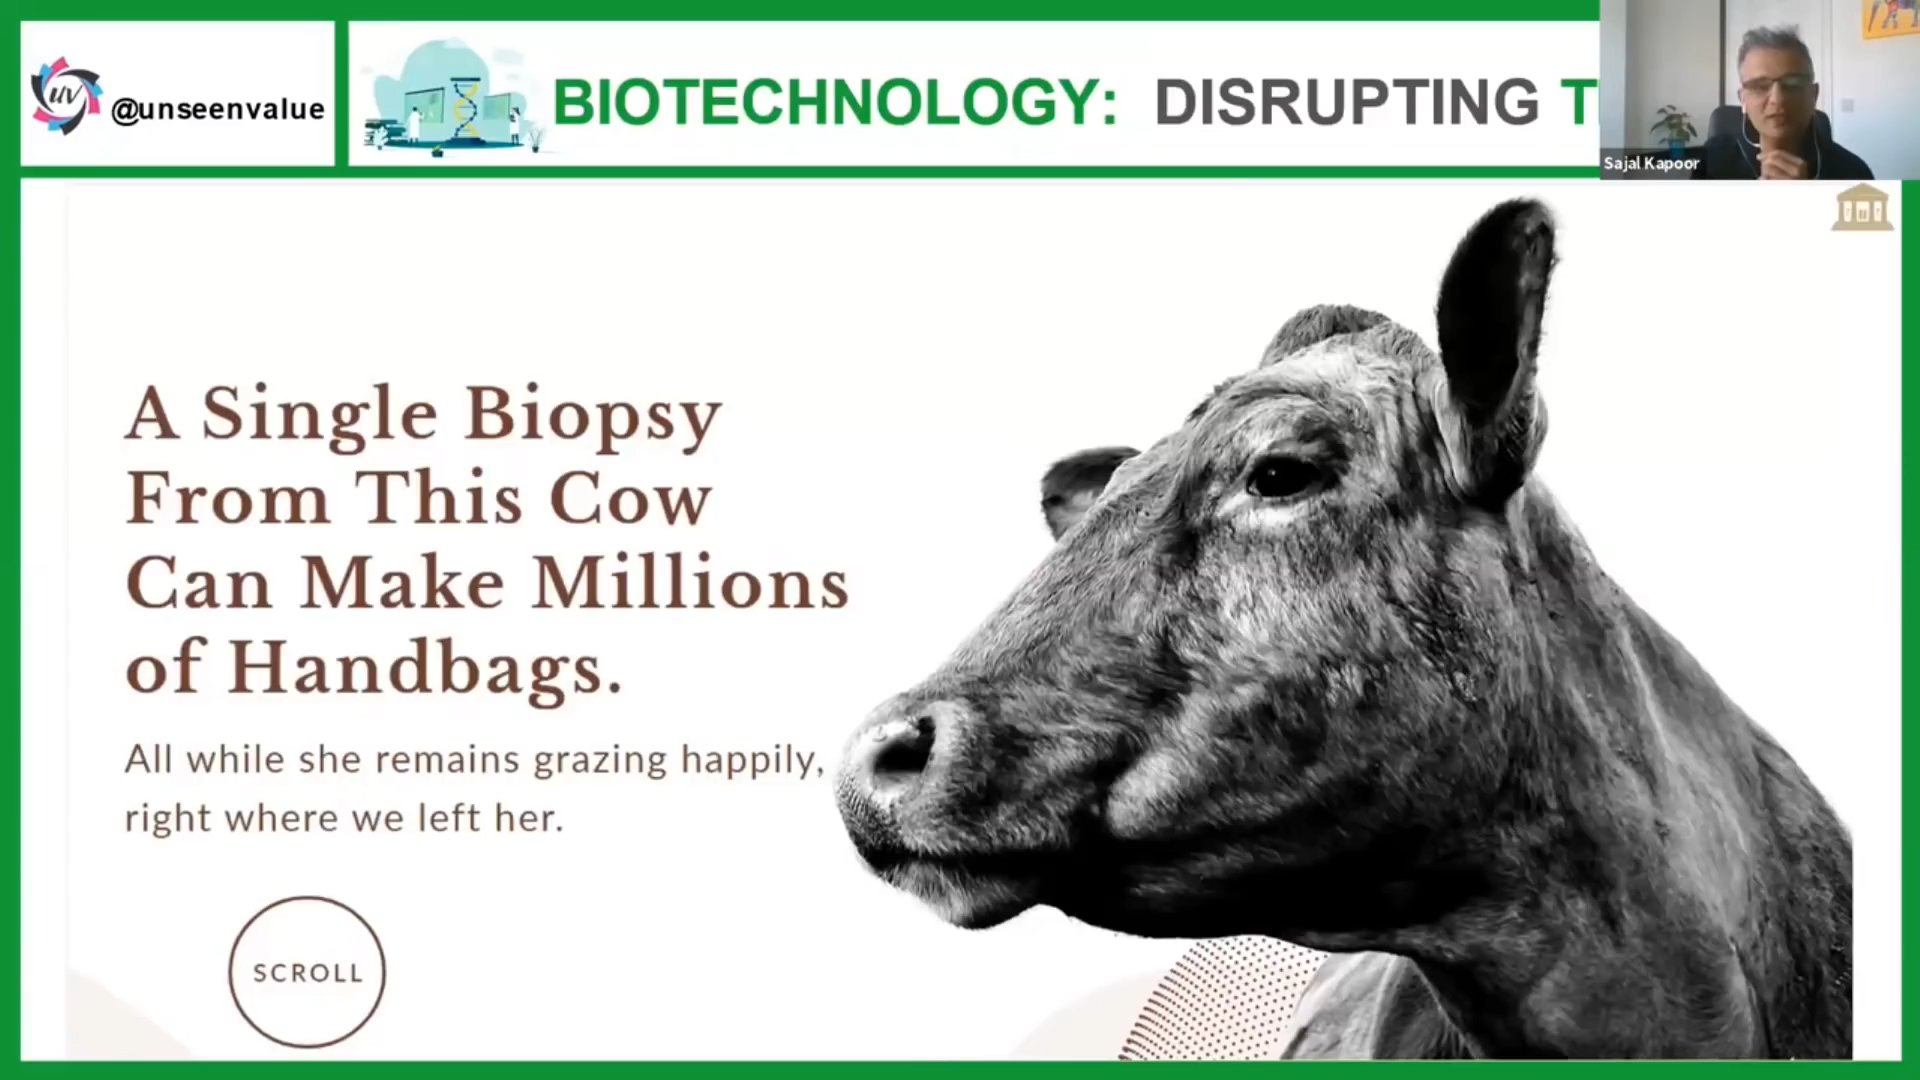 uv
@unseenvalue
BIOTECHNOLOGY: DISRUPTING T
Sajal Kapoor
A Single Biopsy
From This Cow
Can Make Millions
of Handbags.
All while she remains grazing happily,
right where we left her.
SCROLL